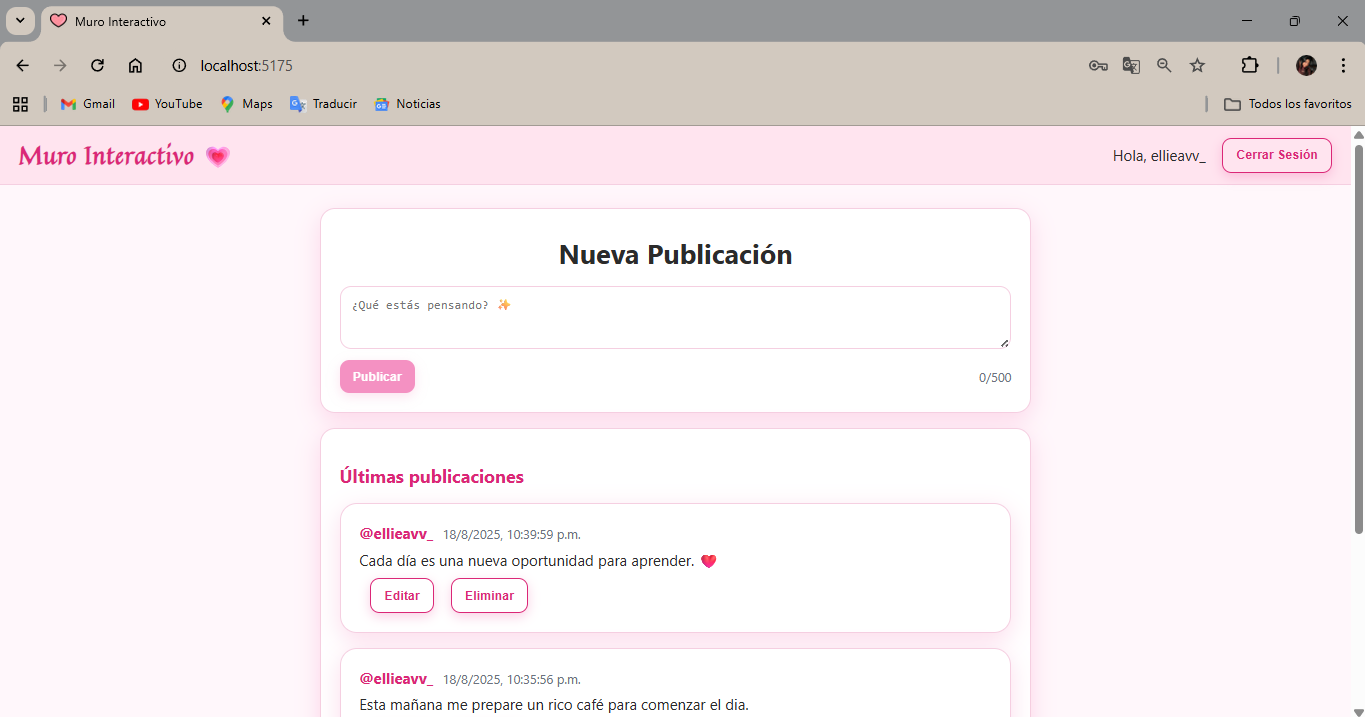 Muro Interactivo
localhost:5175
Gmail YouTube Maps Traducir Noticias Todos los favoritos
Muro Interactivo Hola, ellieavv_ Cerrar Sesión
Nueva Publicación
¿Qué estás pensando? ✨
Publicar 0/500
Últimas publicaciones
@ellieavv_ 18/8/2025, 10:39:59 p.m.
Cada día es una nueva oportunidad para aprender. ❤️
Editar Eliminar
@ellieavv_ 18/8/2025, 10:35:56 p.m.
Esta mañana me prepare un rico café para comenzar el dia.